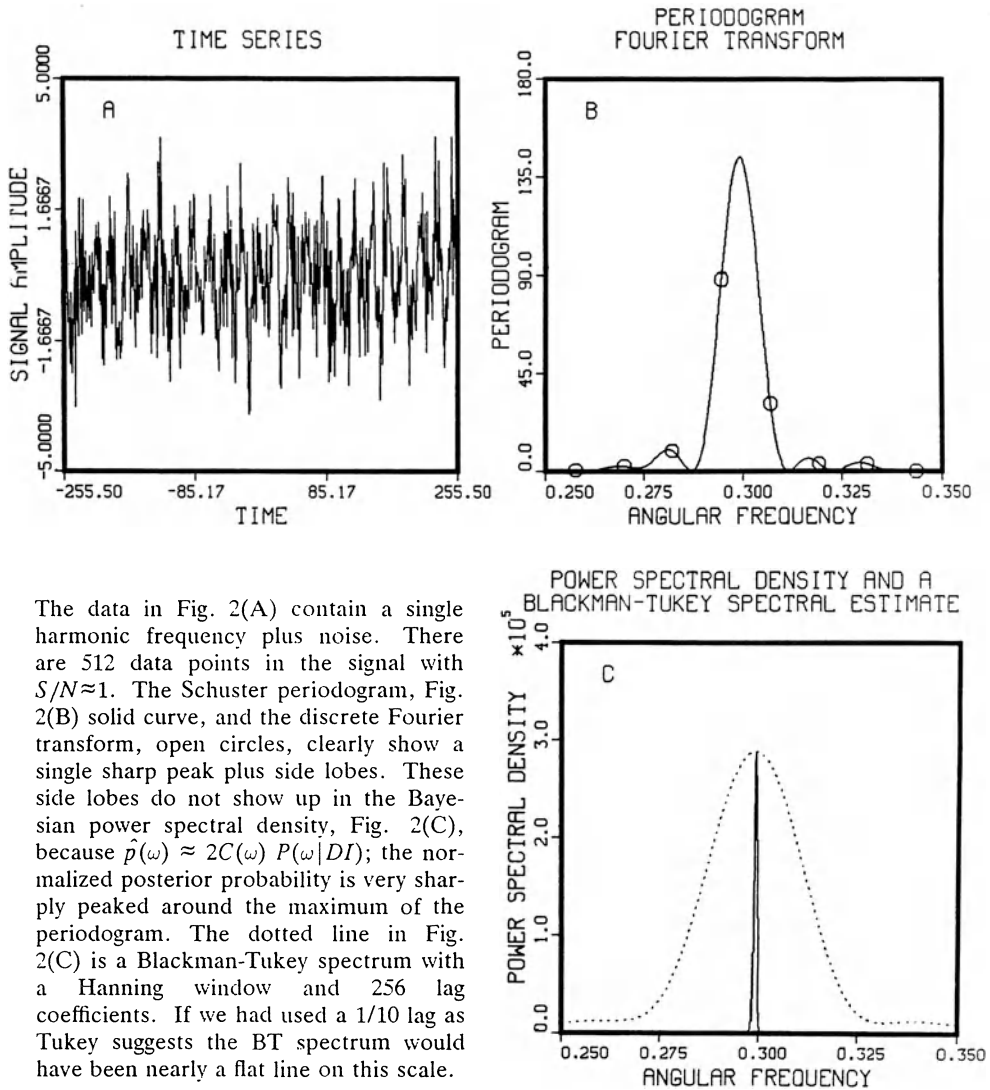 TIME SERIES
5.0000
1.6667
-1.6667
-5.0000
SIGNAL AMPLITUDE
A
-255.50 -85.17 85.17 255.50
TIME
PERIODOGRAM
FOURIER TRANSFORM
180.0
135.0
90.0
45.0
0.0
PERIODOGRAM
B
0.250 0.275 0.300 0.325 0.350
ANGULAR FREQUENCY
The data in Fig. 2(A) contain a single
harmonic frequency plus noise. There
are 512 data points in the signal with
S/N≈1. The Schuster periodogram, Fig.
2(B) solid curve, and the discrete Fourier
transform, open circles, clearly show a
single sharp peak plus side lobes. These
side lobes do not show up in the Baye-
sian power spectral density, Fig. 2(C),
because p̂(ω) ≈ 2C(ω) P(ω|DI); the nor-
malized posterior probability is very shar-
ply peaked around the maximum of the
periodogram. The dotted line in Fig.
2(C) is a Blackman-Tukey spectrum with
a Hanning window and 256 lag
coefficients. If we had used a 1/10 lag as
Tukey suggests the BT spectrum would
have been nearly a flat line on this scale.
POWER SPECTRAL DENSITY AND A
BLACKMAN-TUKEY SPECTRAL ESTIMATE
×10⁵
4.0
3.0
2.0
1.0
0.0
POWER SPECTRAL DENSITY
C
0.250 0.275 0.300 0.325 0.350
ANGULAR FREQUENCY